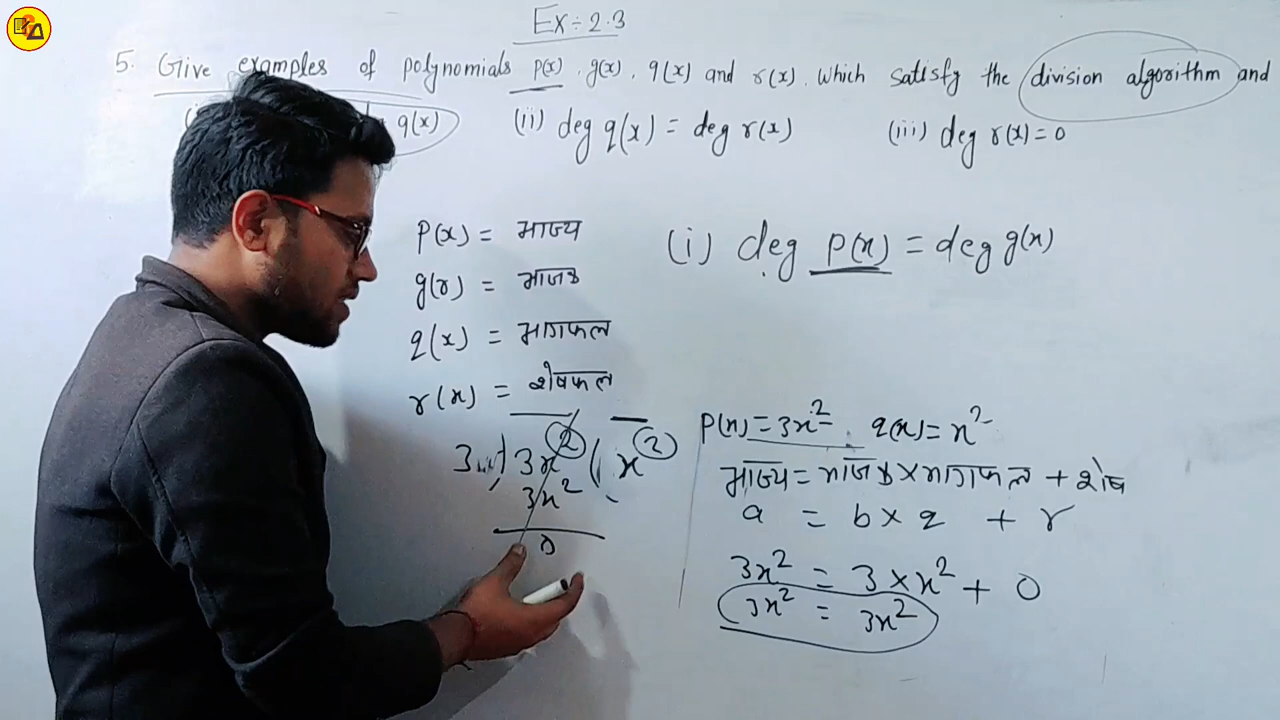 Ex÷2.3
5. Give examples of polynomials p(x), g(x), q(x) and r(x). Which satisfy the division algorithm and
q(x) (ii) deg q(x) = deg r(x) (iii) deg r(x)=0
P(x) = भाज्य
g(x) = भाजक
q(x) = भागफल
r(x) = शेषफल
(i) deg P(x) = deg g(x)
3 ) 3x² ( x²
3x²
0
P(x) = 3x² q(x) = x²
भाज्य = भाजक × भागफल + शेष
a = b × q + r
3x² = 3 × x² + 0
3x² = 3x²